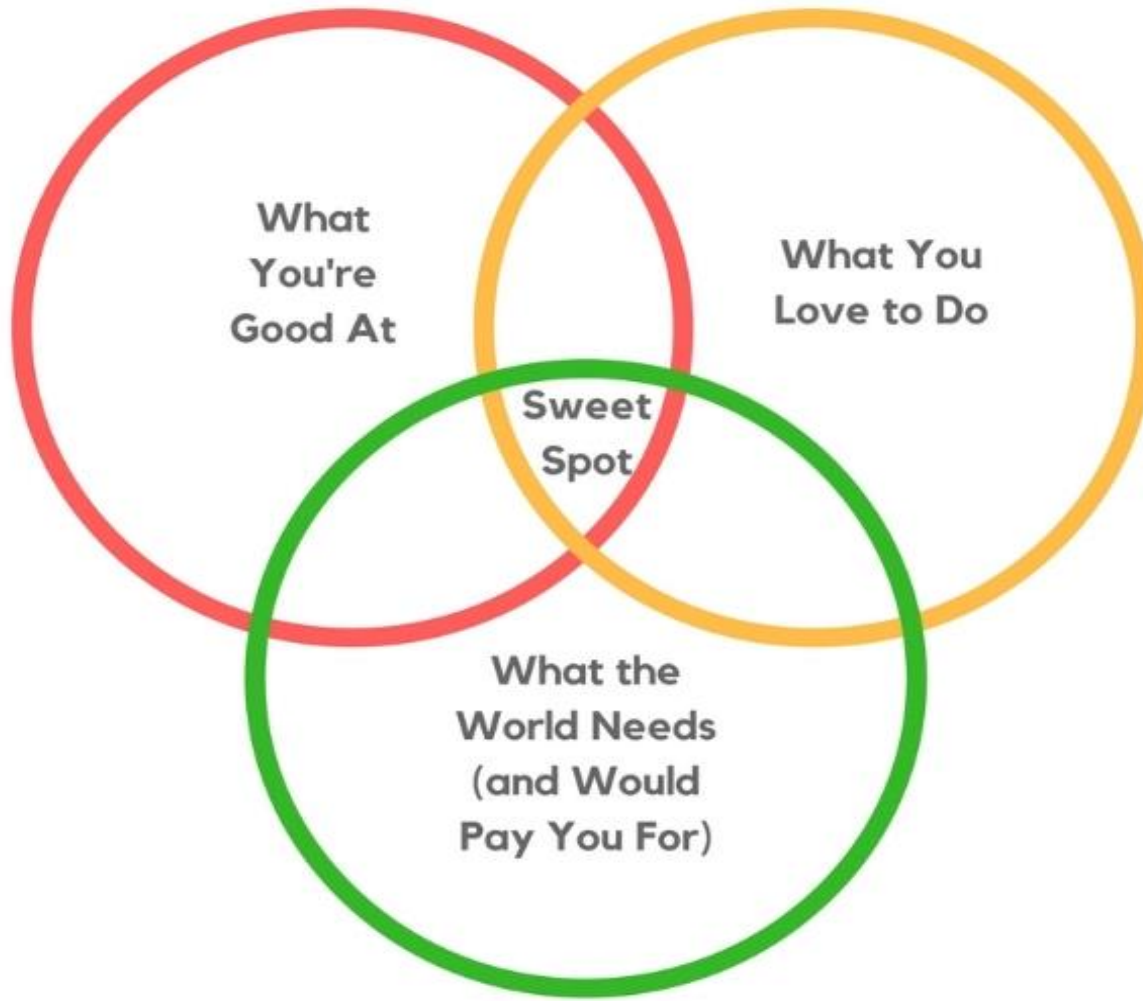 What
You're
Good At
What You
Love to Do
Sweet
Spot
What the
World Needs
(and Would
Pay You For)